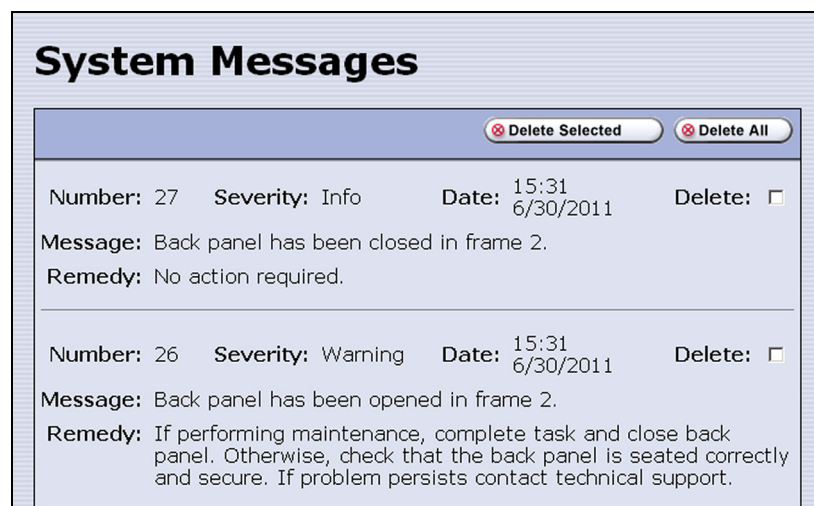 System Messages
Delete Selected Delete All
Number: 27 Severity: Info Date: 15:31 6/30/2011 Delete:
Message: Back panel has been closed in frame 2.
Remedy: No action required.
Number: 26 Severity: Warning Date: 15:31 6/30/2011 Delete:
Message: Back panel has been opened in frame 2.
Remedy: If performing maintenance, complete task and close back
panel. Otherwise, check that the back panel is seated correctly
and secure. If problem persists contact technical support.